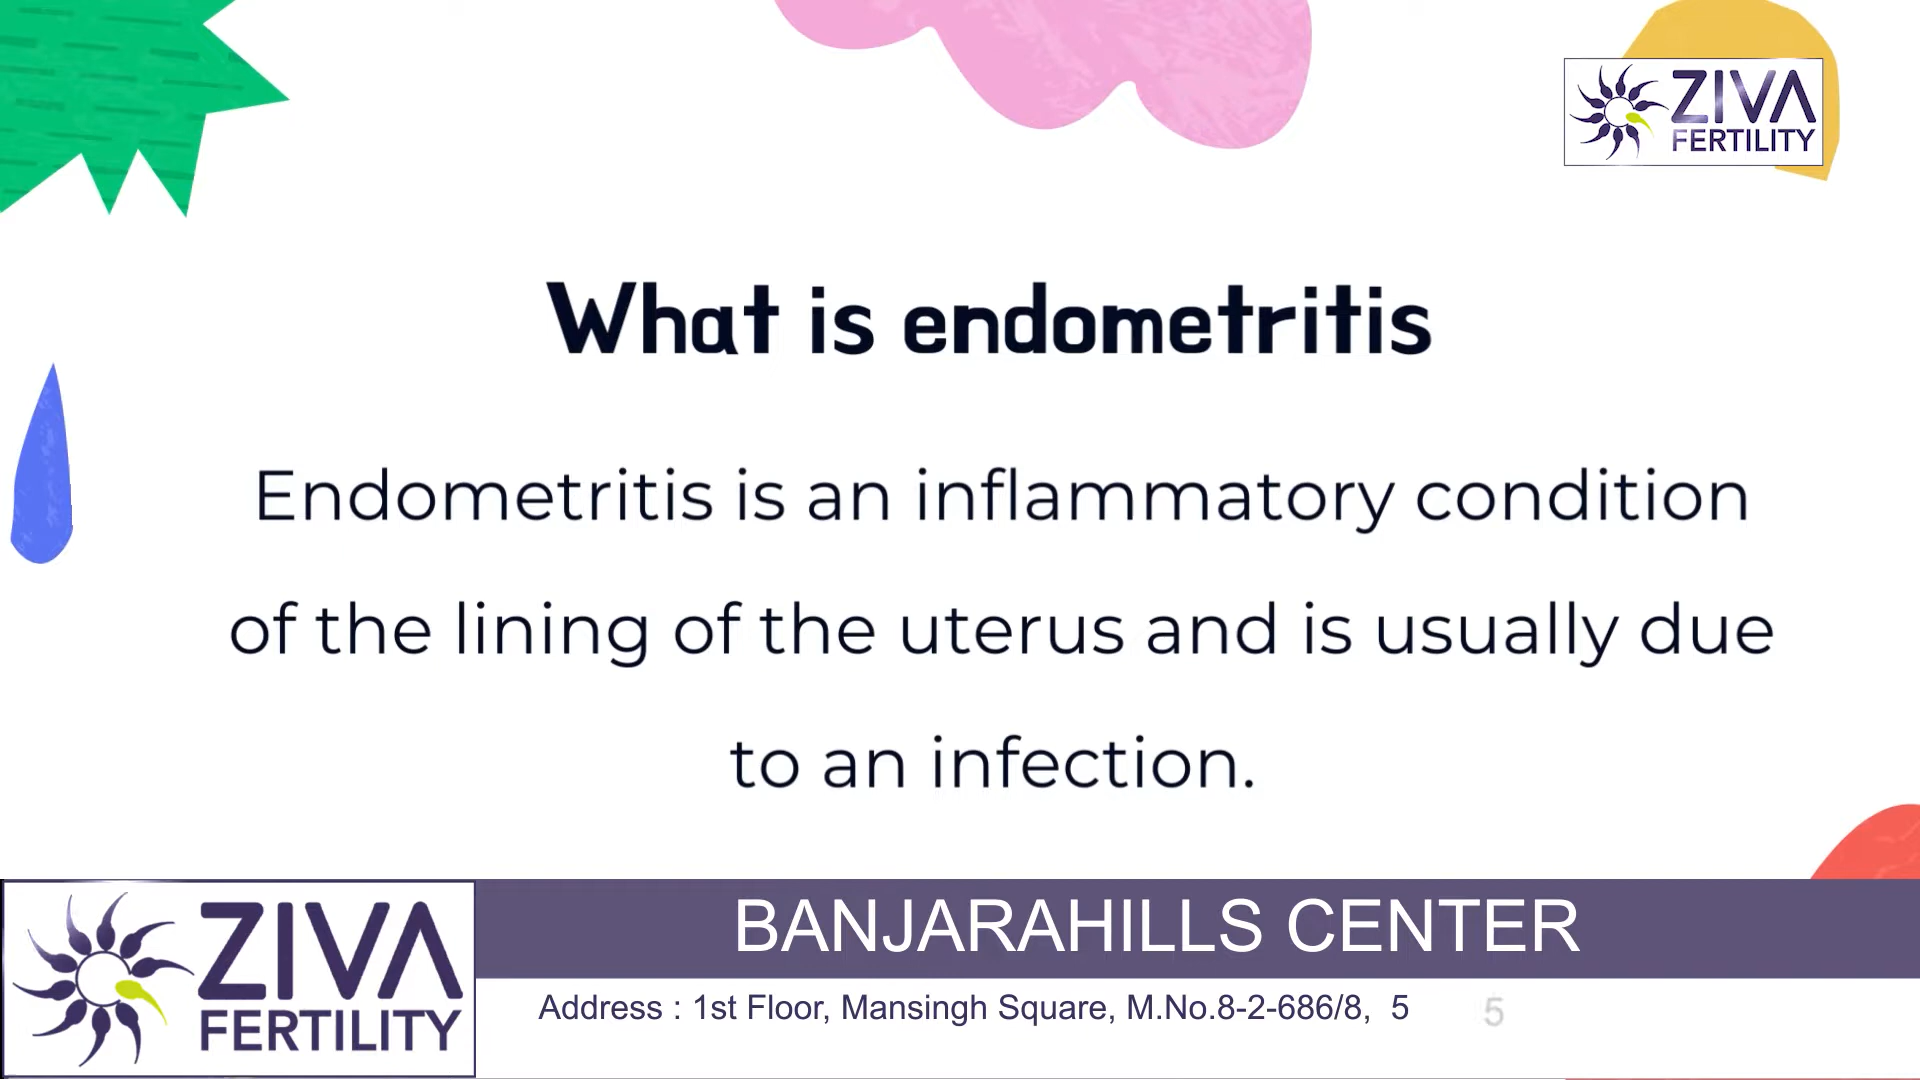 ZIVA
FERTILITY
What is endometritis
Endometritis is an inflammatory condition
of the lining of the uterus and is usually due
to an infection.
ZIVA
FERTILITY
BANJARAHILLS CENTER
Address : 1st Floor, Mansingh Square, M.No.8-2-686/8, 5 5